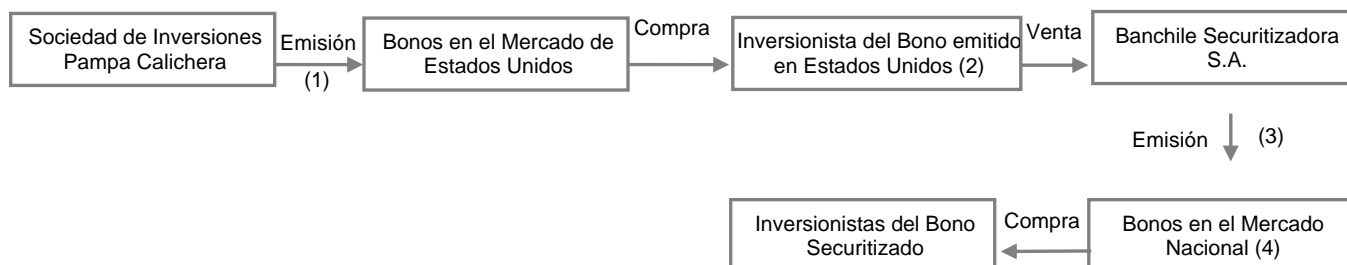 Sociedad de Inversiones
Pampa Calichera
Emisión
(1)
Bonos en el Mercado de
Estados Unidos
Compra
Inversionista del Bono emitido
en Estados Unidos (2)
Venta
Banchile Securitizadora
S.A.
Emisión
(3)
Bonos en el Mercado
Nacional (4)
Compra
Inversionistas del Bono
Securitizado